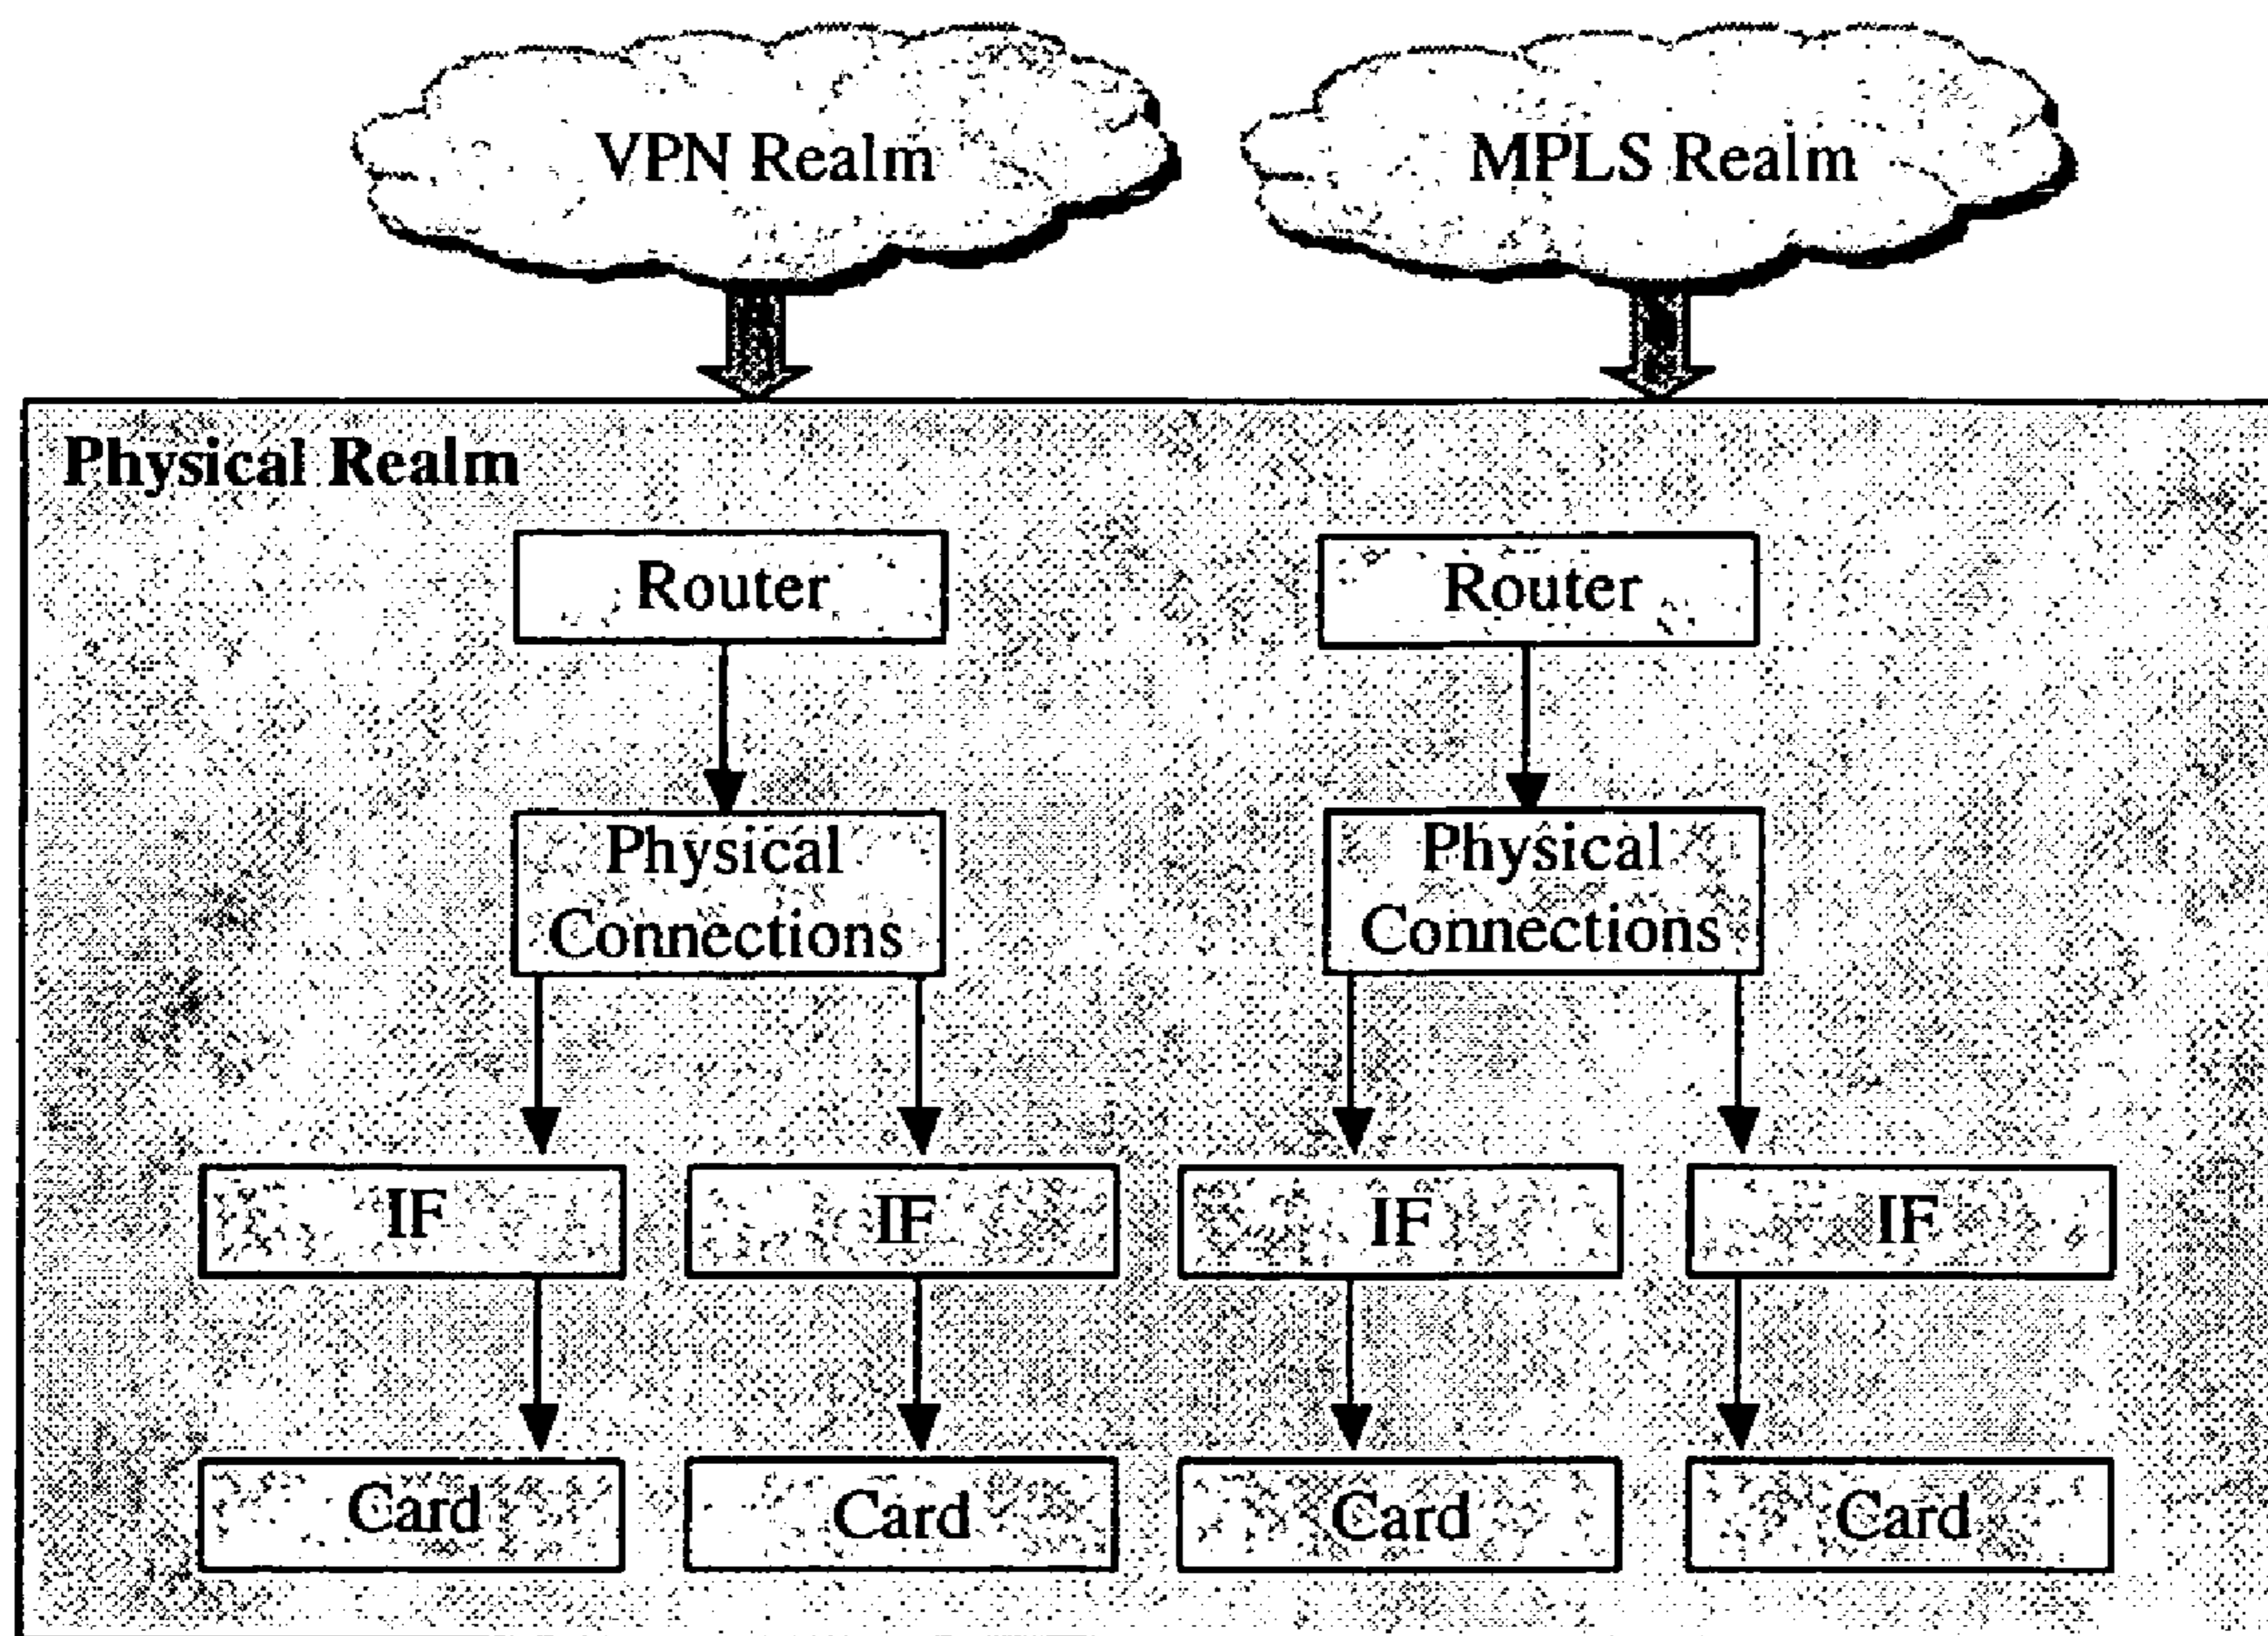 VPN Realm
MPLS Realm
Physical Realm
Router
Router
Physical
Connections
Physical
Connections
IF
IF
IF
IF
Card
Card
Card
Card